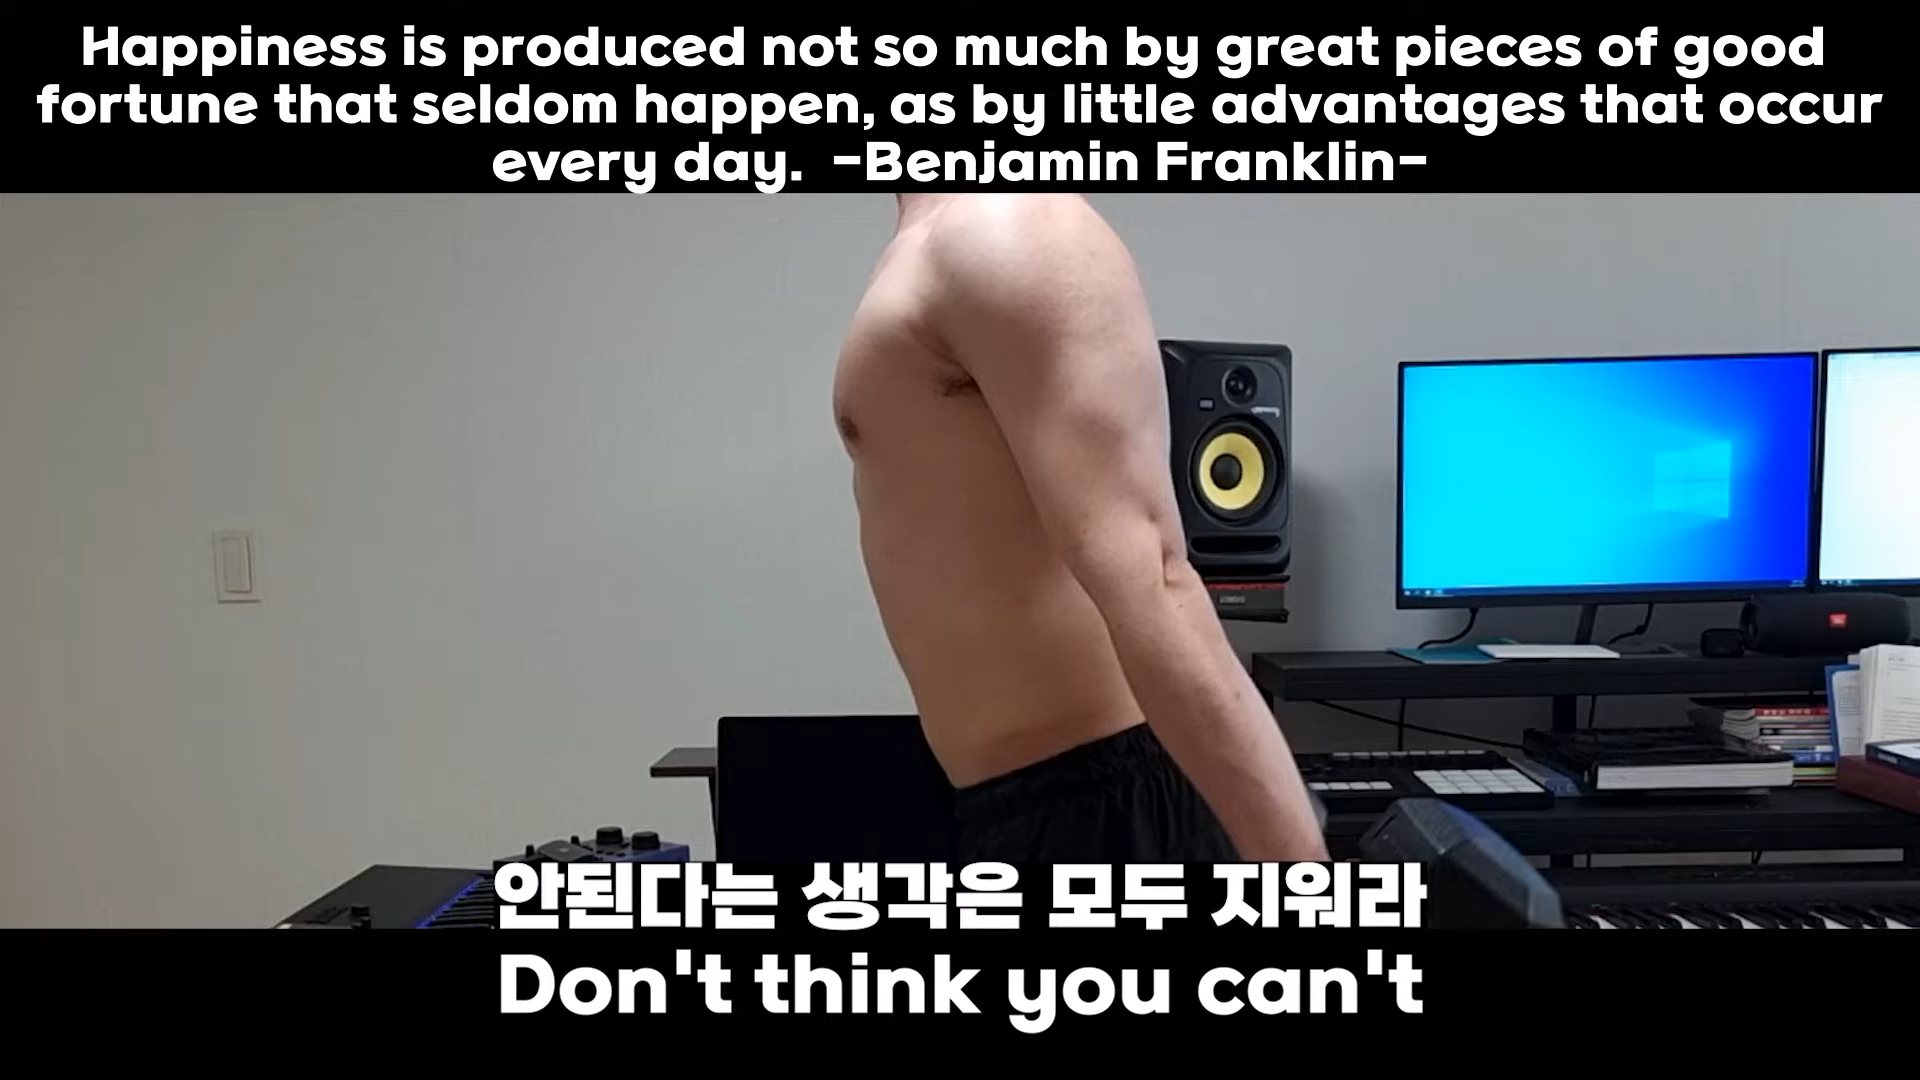 Happiness is produced not so much by great pieces of good
fortune that seldom happen, as by little advantages that occur
every day. -Benjamin Franklin-
안된다는 생각은 모두 지워라
Don't think you can't